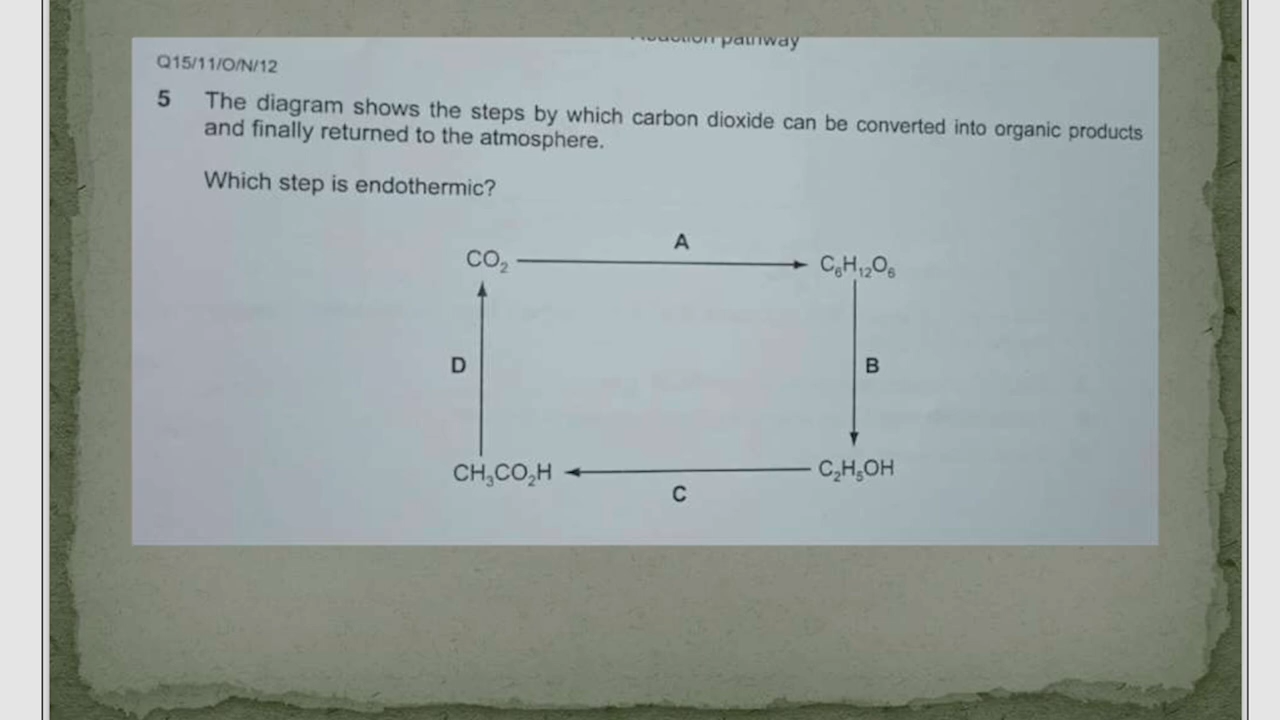 pathway
Q15/11/O/N/12
5 The diagram shows the steps by which carbon dioxide can be converted into organic products
and finally returned to the atmosphere.
Which step is endothermic?
A
CO₂
C₆H₁₂O₆
D
B
CH₃CO₂H
C₂H₅OH
C